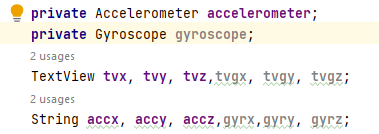 private Accelerometer accelerometer;
private Gyroscope gyroscope;
2 usages
TextView tvx, tvy, tvz,tvgx, tvgy, tvgz;
2 usages
String accx, accy, accz,gyrx,gyry, gyrz;